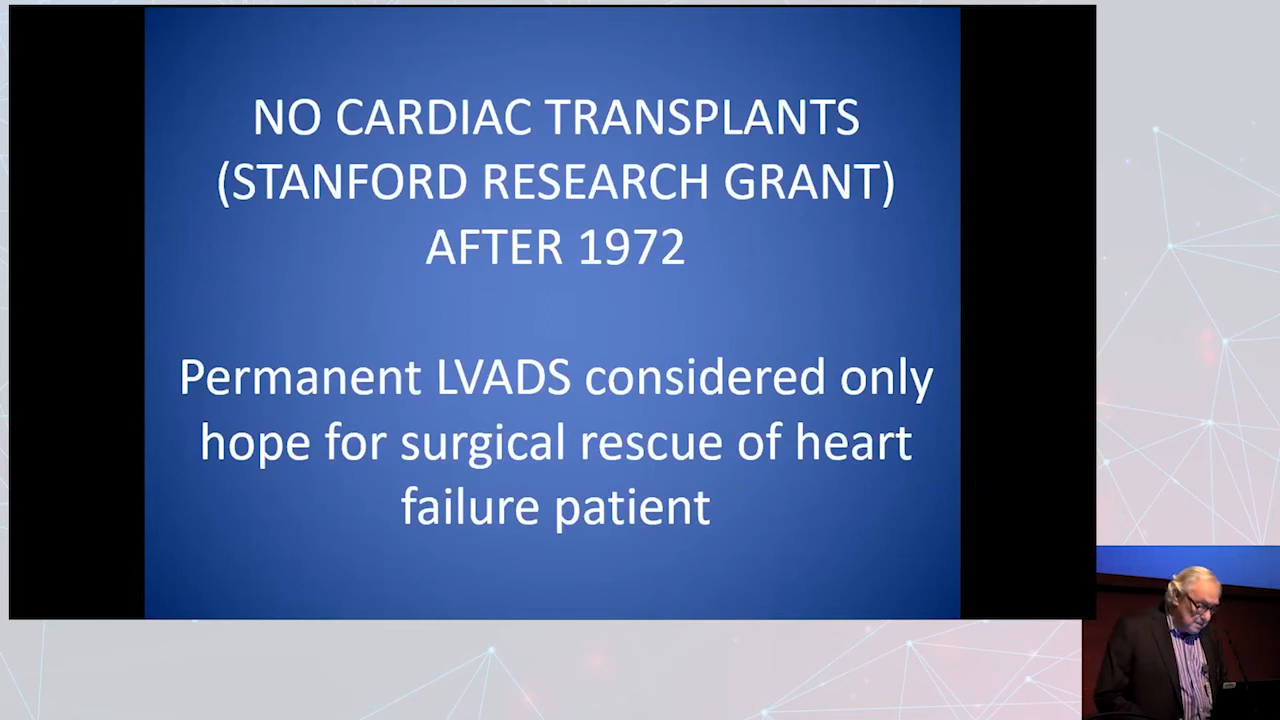 NO CARDIAC TRANSPLANTS
(STANFORD RESEARCH GRANT)
AFTER 1972
Permanent LVADS considered only
hope for surgical rescue of heart
failure patient